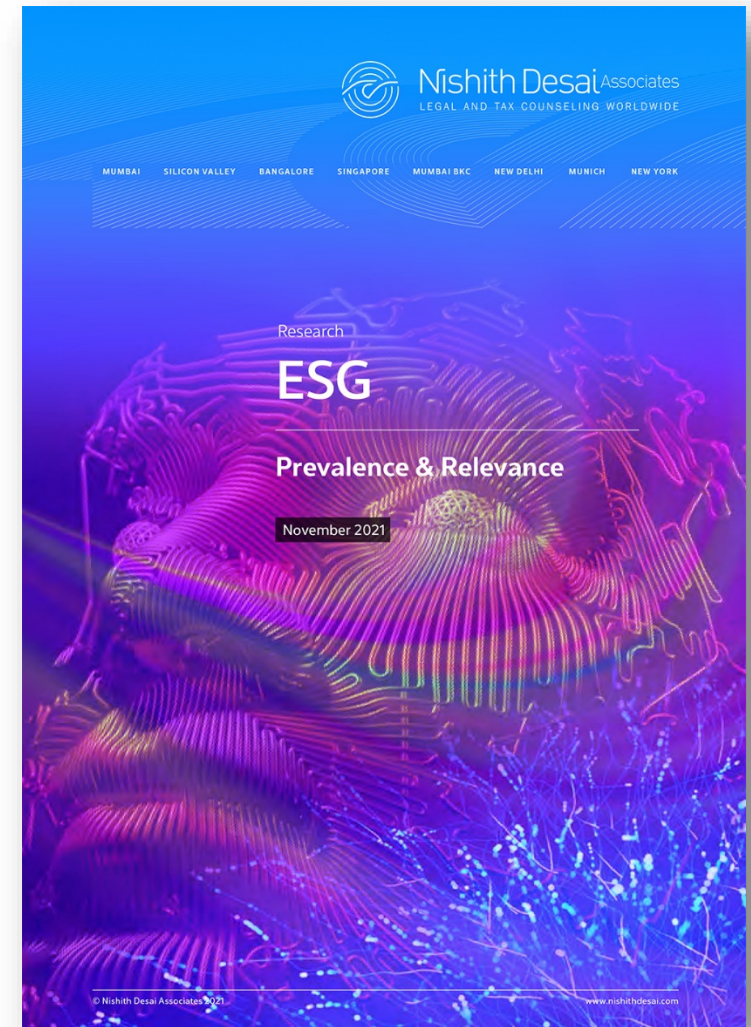 Nishith Desai Associates
LEGAL AND TAX COUNSELING WORLDWIDE
MUMBAI SILICON VALLEY BANGALORE SINGAPORE MUMBAI BKC NEW DELHI MUNICH NEW YORK
Research
ESG
Prevalence & Relevance
November 2021
© Nishith Desai Associates 2021 www.nishithdesai.com